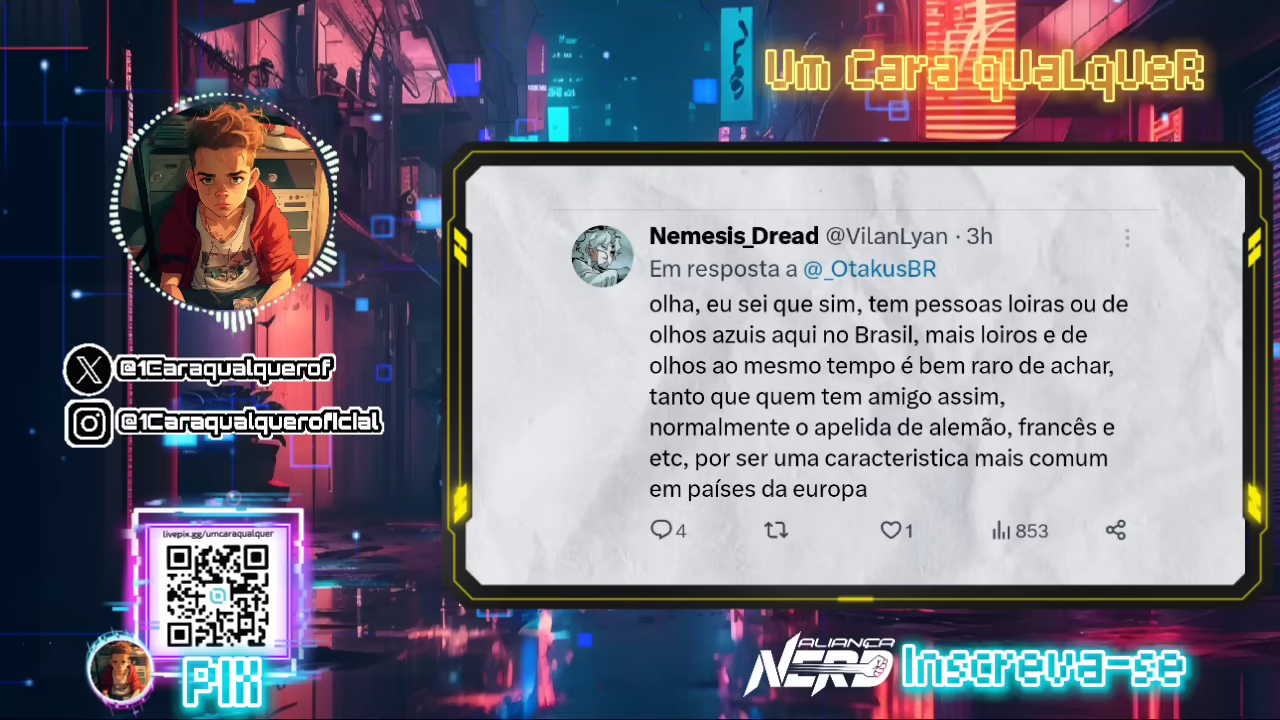 Um Cara qUaLqUeR
Nemesis_Dread @VilanLyan · 3h
Em resposta a @_OtakusBR
olha, eu sei que sim, tem pessoas loiras ou de
olhos azuis aqui no Brasil, mais loiros e de
olhos ao mesmo tempo é bem raro de achar,
tanto que quem tem amigo assim,
normalmente o apelida de alemão, francês e
etc, por ser uma caracteristica mais comum
em países da europa
4 1 853
@1Caraqualquerof
@1Caraqualqueroficial
livepix.gg/umcaraqualquer
PIX
ALIANÇA
NERD
Inscreva-se